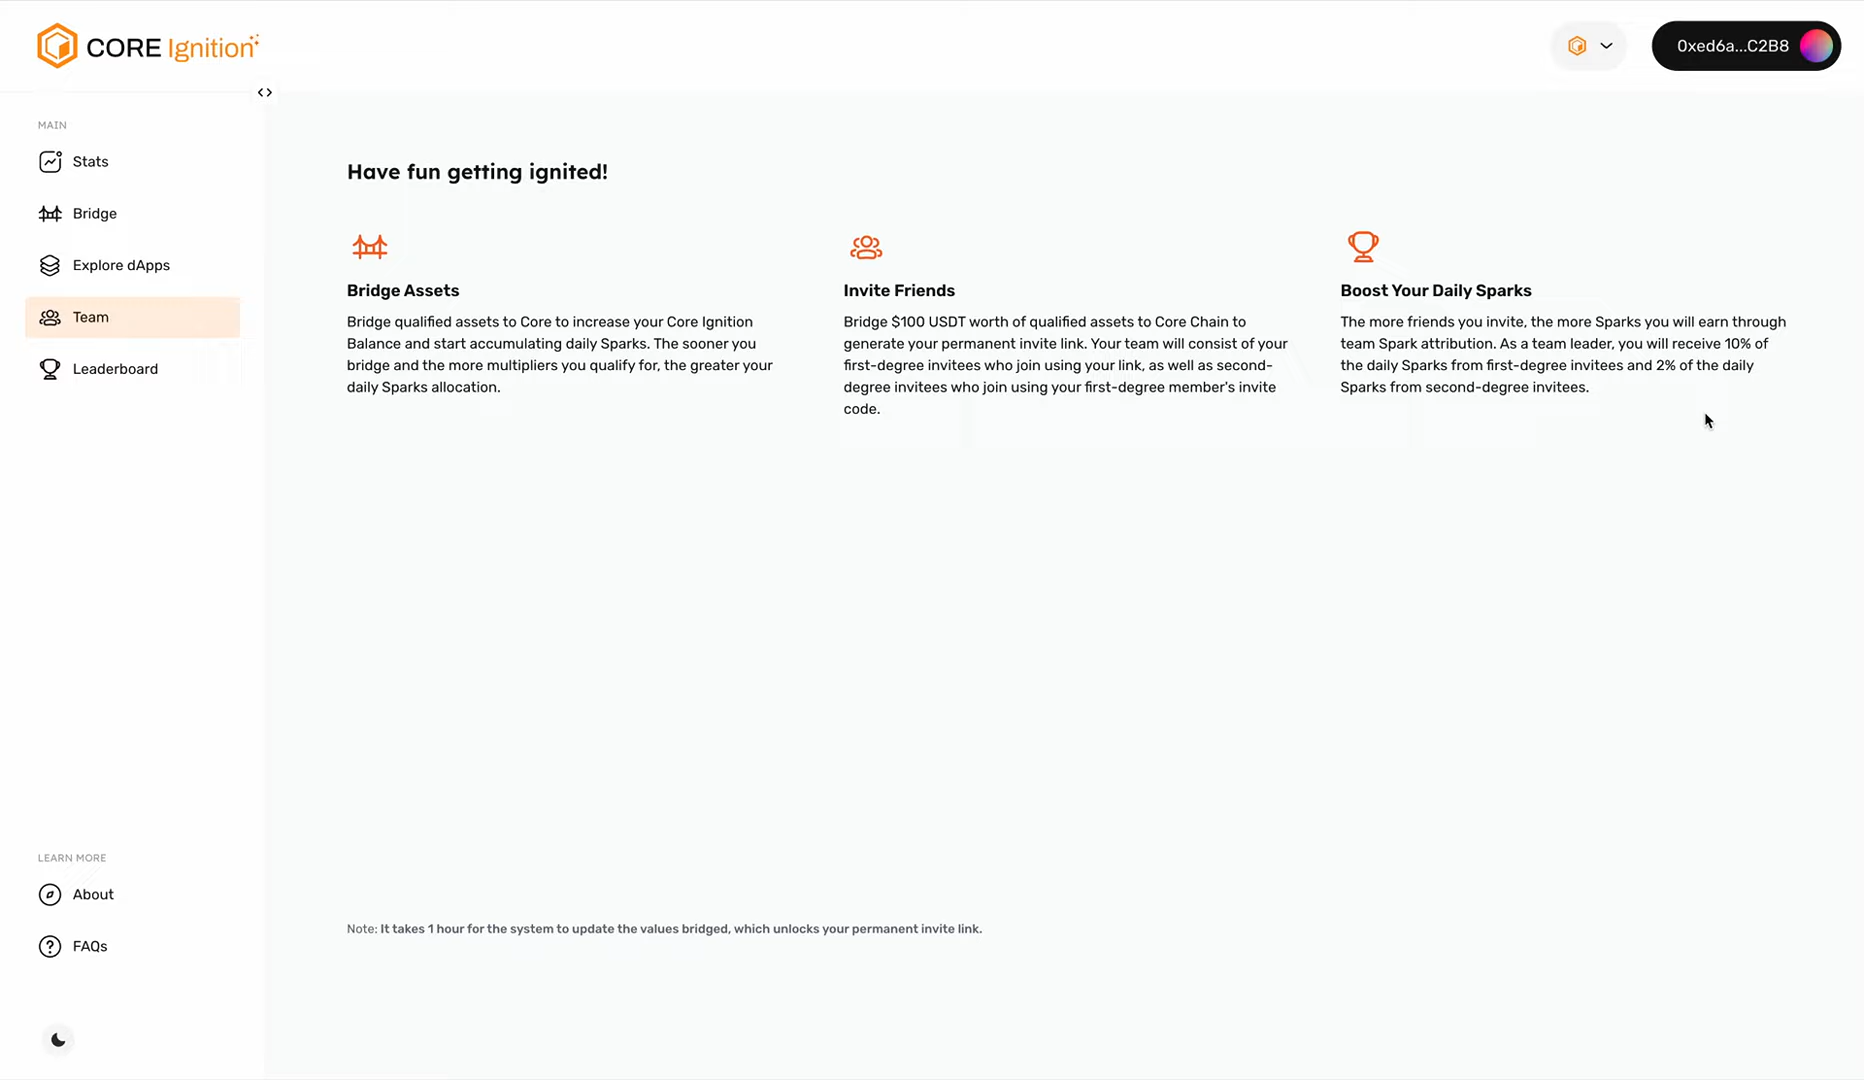 CORE Ignition
0xed6a...C2B8
MAIN
Stats
Bridge
Explore dApps
Team
Leaderboard
Have fun getting ignited!
Bridge Assets
Bridge qualified assets to Core to increase your Core Ignition
Balance and start accumulating daily Sparks. The sooner you
bridge and the more multipliers you qualify for, the greater your
daily Sparks allocation.
Invite Friends
Bridge $100 USDT worth of qualified assets to Core Chain to
generate your permanent invite link. Your team will consist of your
first-degree invitees who join using your link, as well as second-
degree invitees who join using your first-degree member's invite
code.
Boost Your Daily Sparks
The more friends you invite, the more Sparks you will earn through
team Spark attribution. As a team leader, you will receive 10% of
the daily Sparks from first-degree invitees and 2% of the daily
Sparks from second-degree invitees.
LEARN MORE
About
FAQs
Note: It takes 1 hour for the system to update the values bridged, which unlocks your permanent invite link.